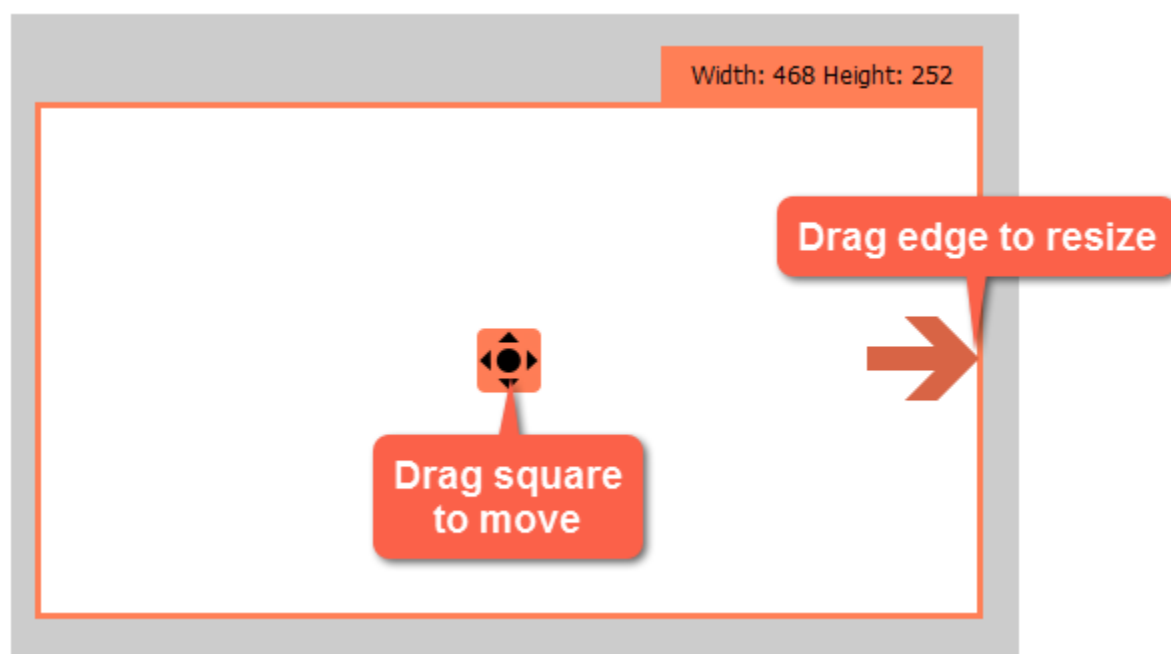 Width: 468 Height: 252
Drag edge to resize
Drag square
to move